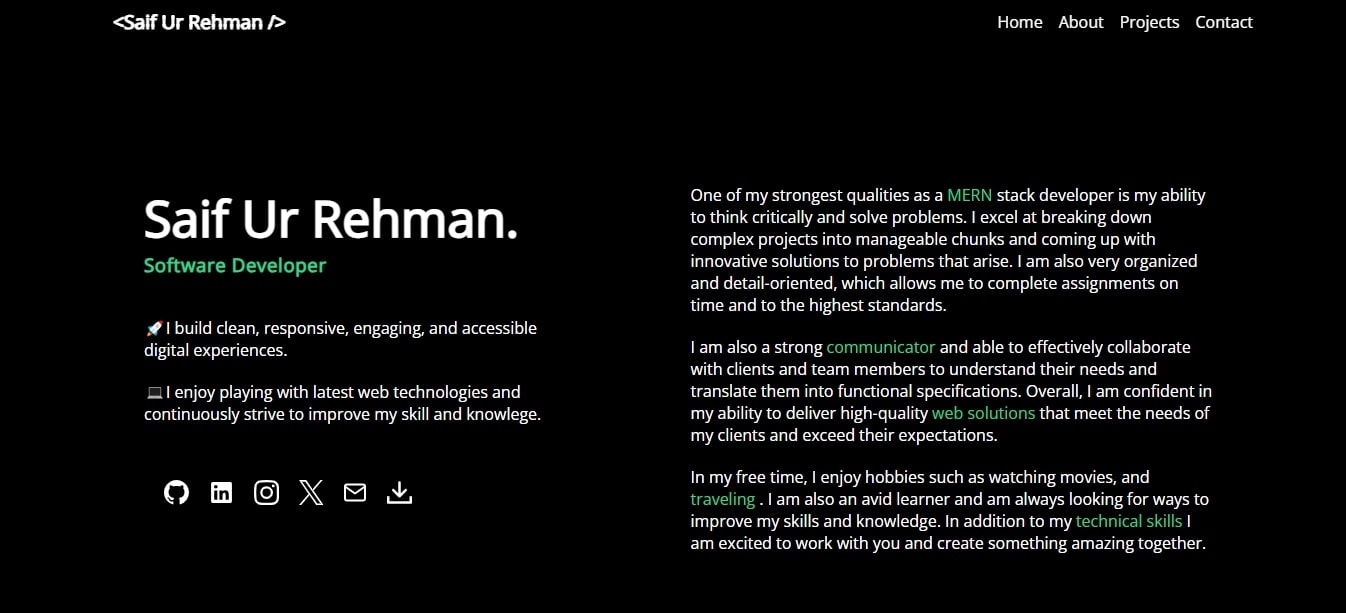 <Saif Ur Rehman />
Home About Projects Contact
Saif Ur Rehman.
Software Developer
🚀I build clean, responsive, engaging, and accessible
digital experiences.
💻I enjoy playing with latest web technologies and
continuously strive to improve my skill and knowlege.
One of my strongest qualities as a MERN stack developer is my ability
to think critically and solve problems. I excel at breaking down
complex projects into manageable chunks and coming up with
innovative solutions to problems that arise. I am also very organized
and detail-oriented, which allows me to complete assignments on
time and to the highest standards.
I am also a strong communicator and able to effectively collaborate
with clients and team members to understand their needs and
translate them into functional specifications. Overall, I am confident in
my ability to deliver high-quality web solutions that meet the needs of
my clients and exceed their expectations.
In my free time, I enjoy hobbies such as watching movies, and
traveling . I am also an avid learner and am always looking for ways to
improve my skills and knowledge. In addition to my technical skills I
am excited to work with you and create something amazing together.